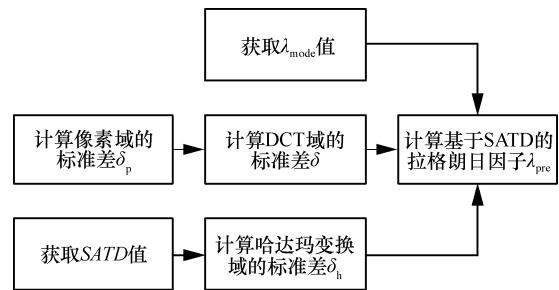 获取λmode值
计算像素域的
标准差δp
计算DCT域的
标准差δ
计算基于SATD的
拉格朗日因子λpre
获取SATD值
计算哈达玛变换
域的标准差δh